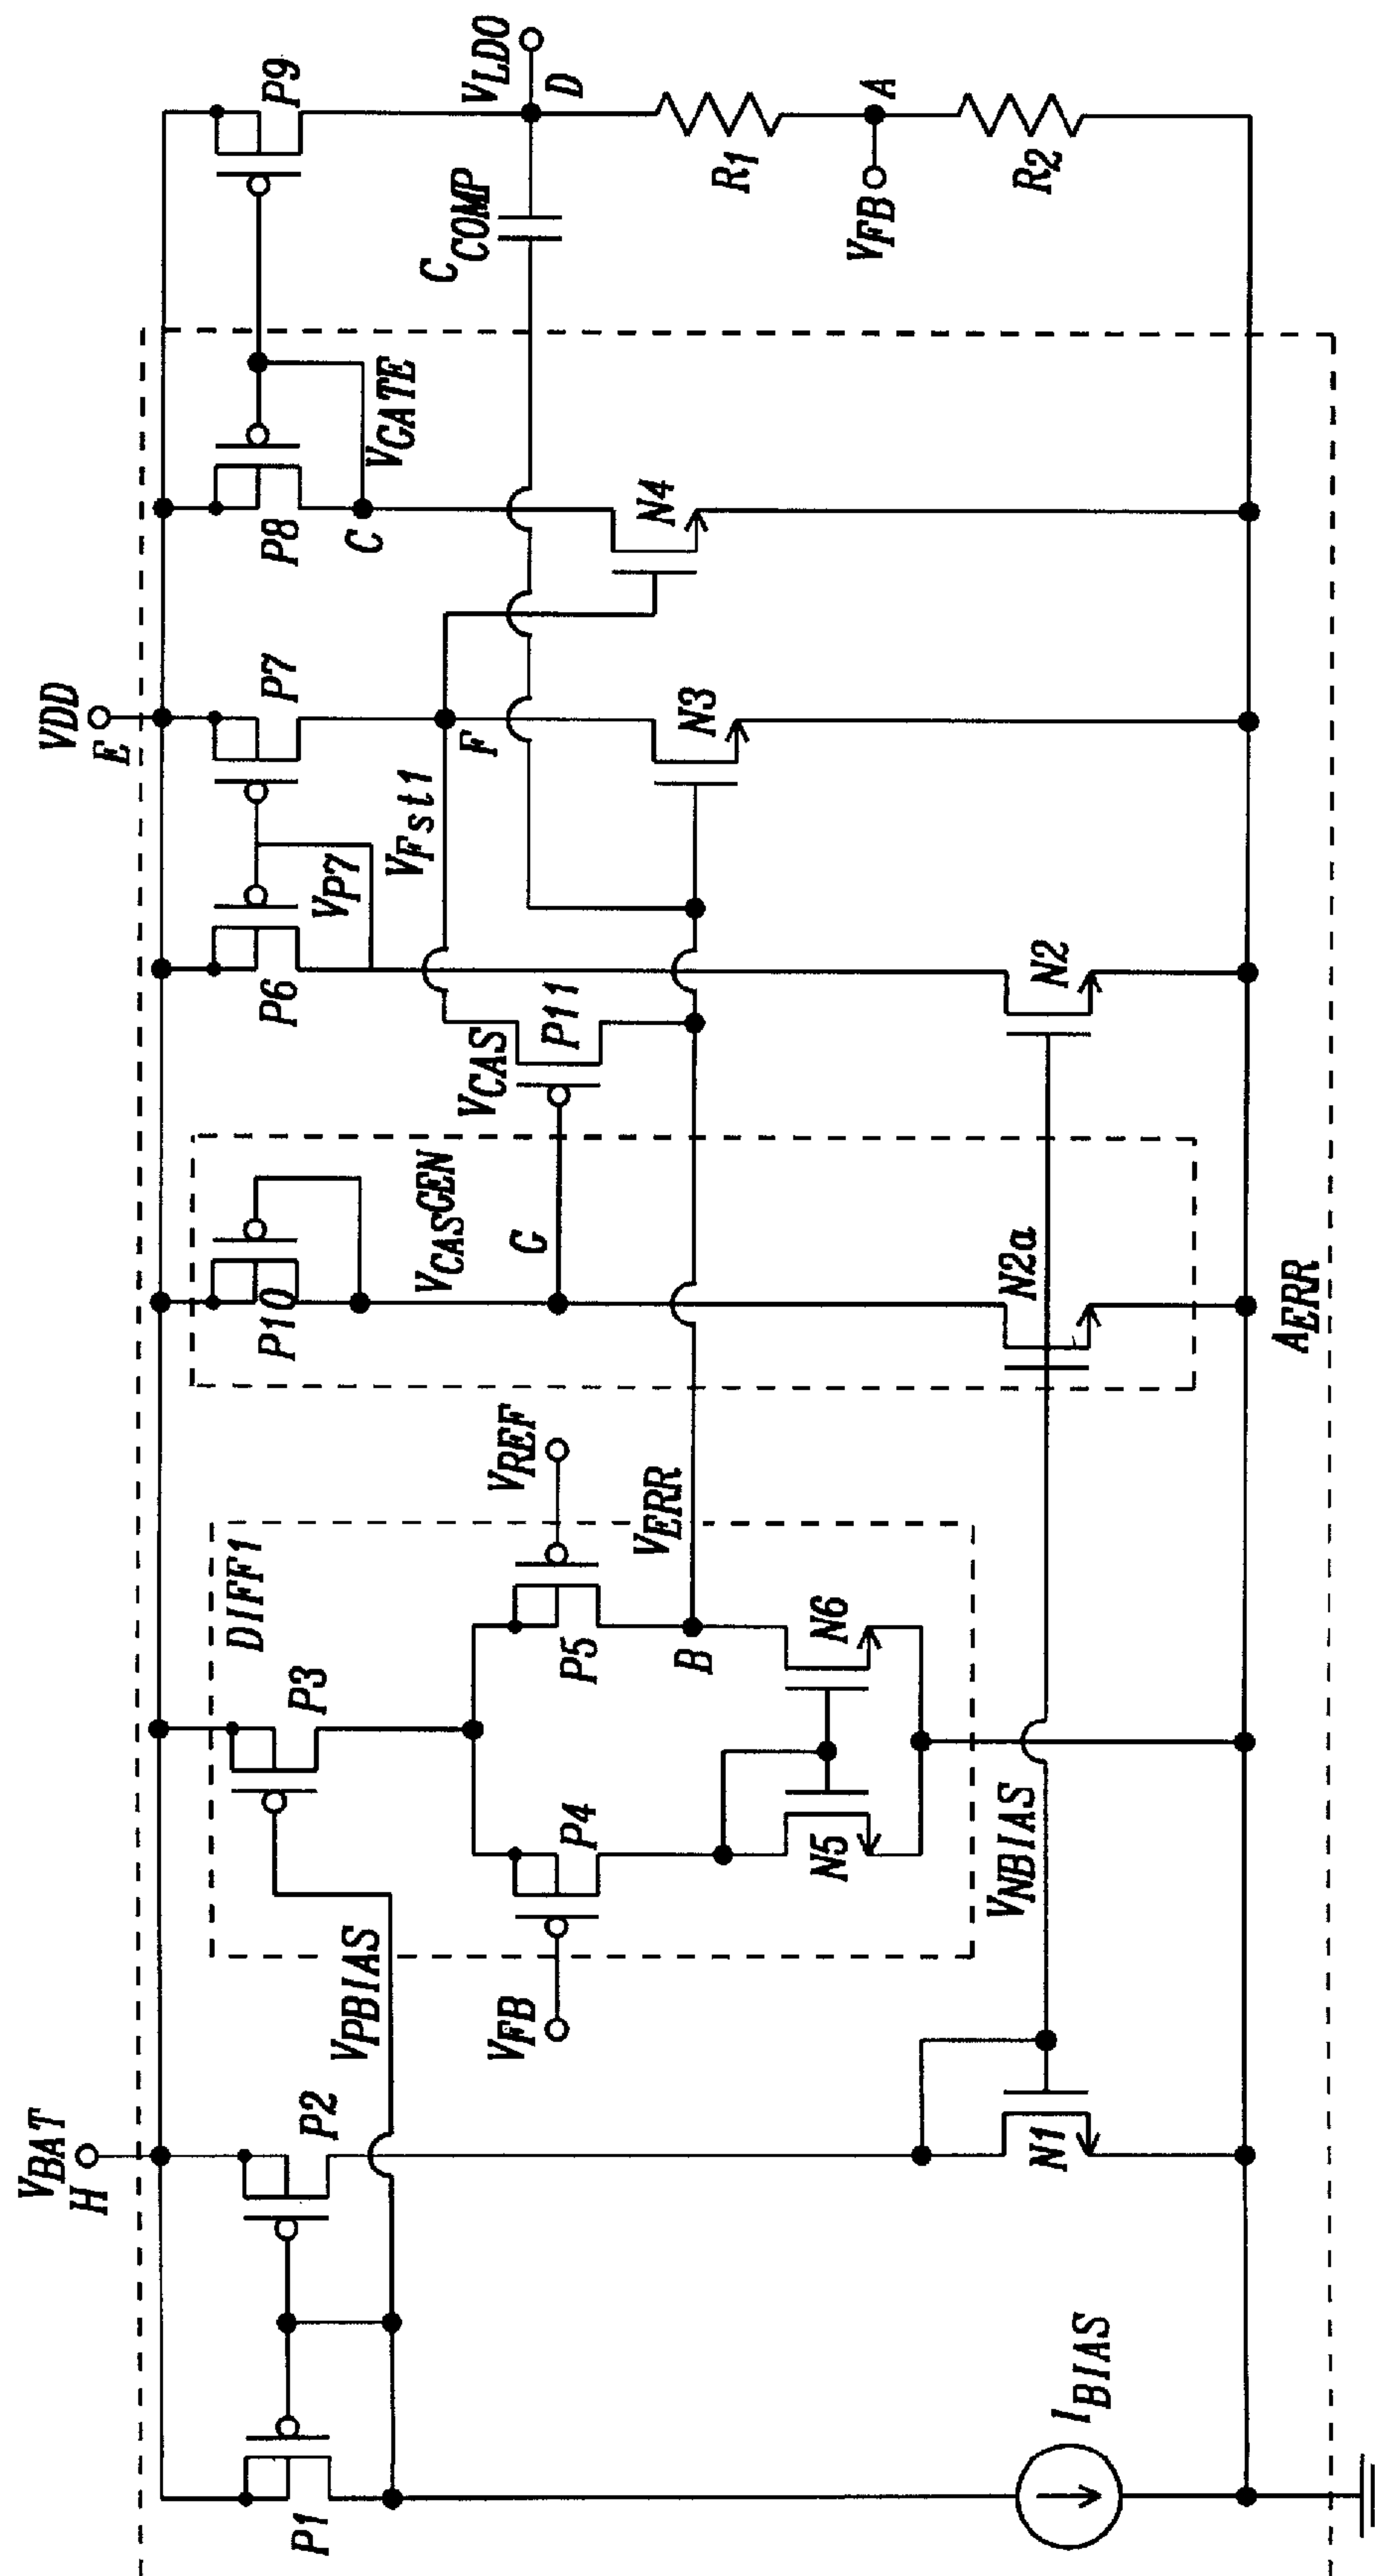 VBAT
H
VDD
E
P1
P2
VPBIAS
P3
DIFF1
P4
P5
VFB
VREF
VERR
B
N5
N6
VNBIAS
N1
IBIAS
P10
VCASGEN
G
N2a
VCAS
P11
P6
VP7
P7
VFst1
F
N3
N2
P8
C
VGATE
N4
P9
VLDO
D
CCOMP
R1
A
VFB
R2
AERR